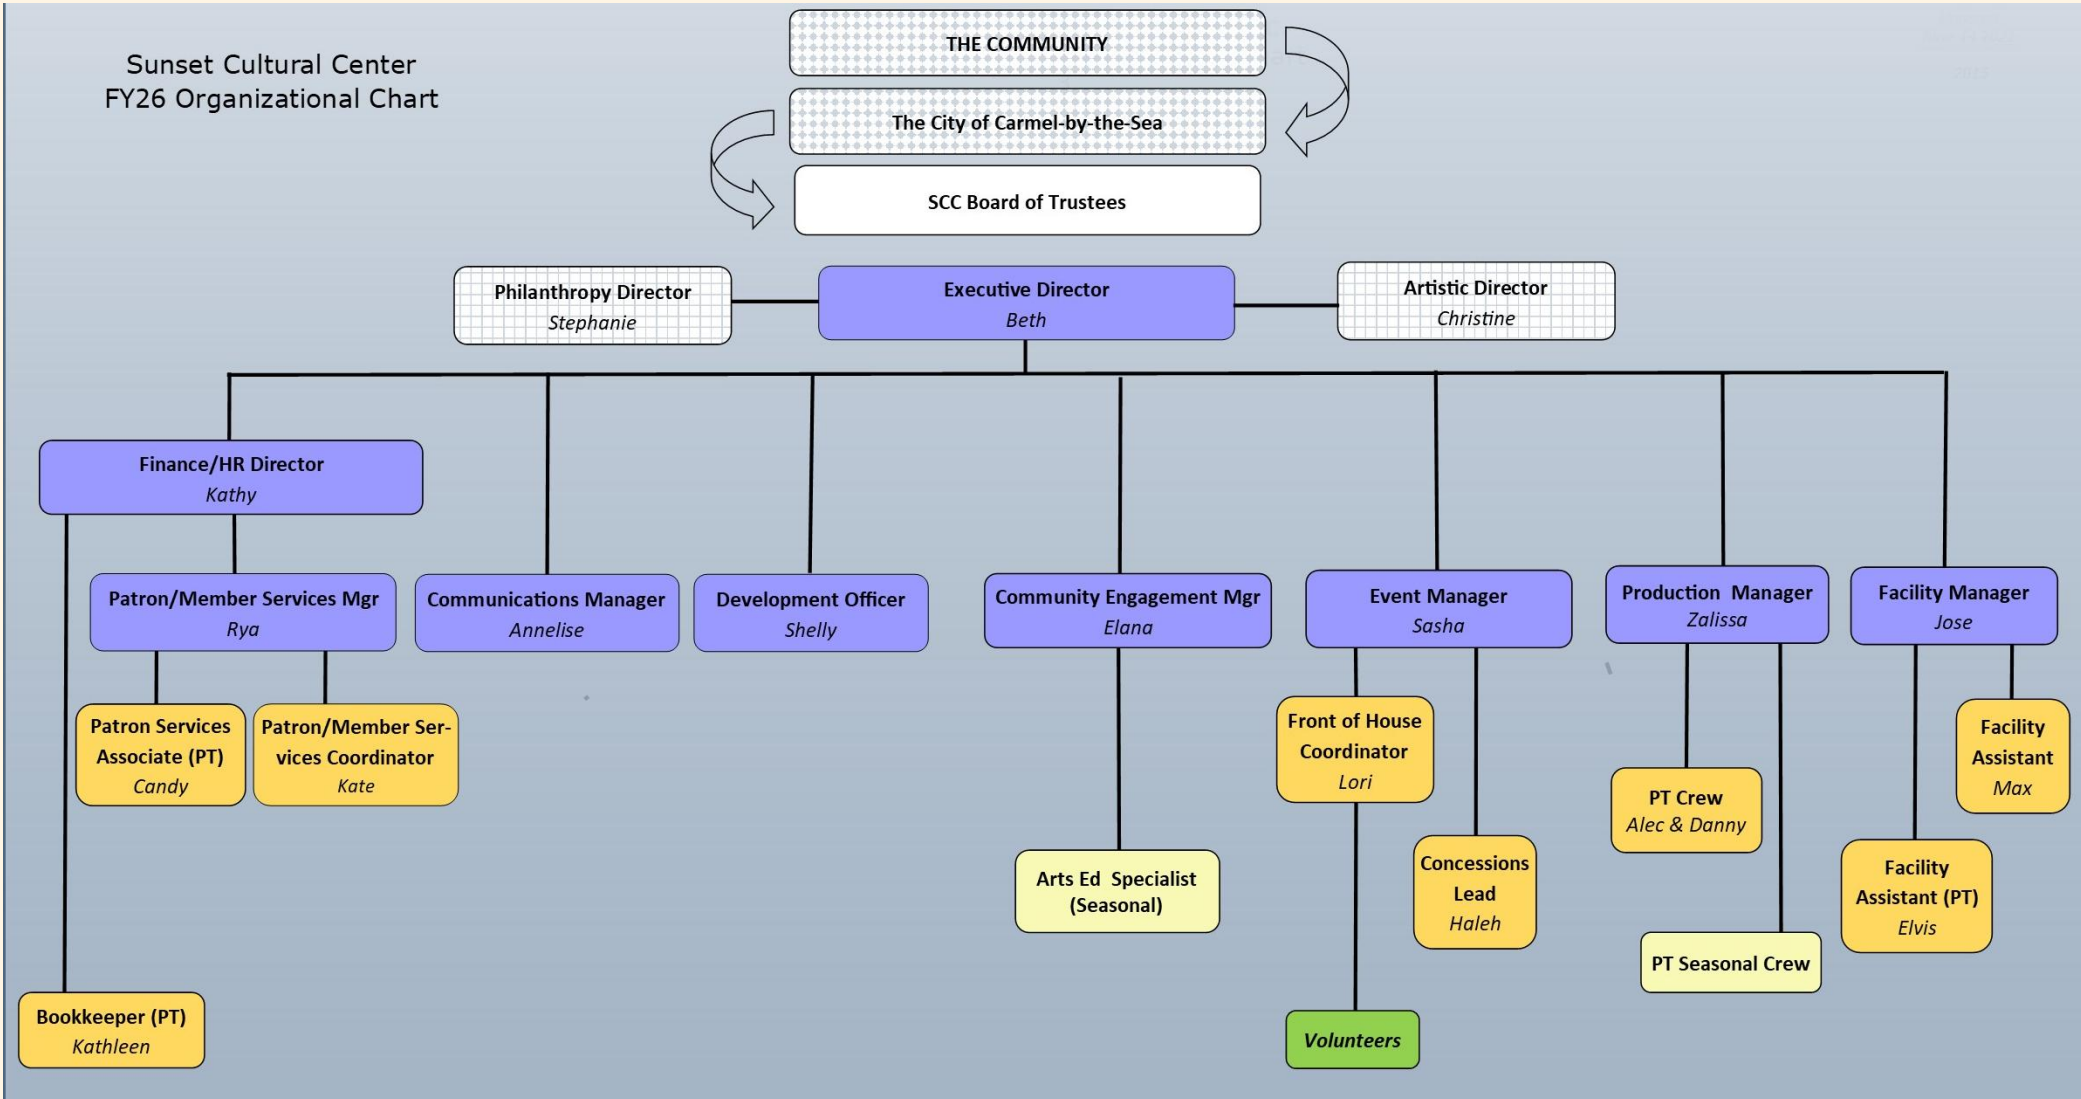 Sunset Cultural Center
FY26 Organizational Chart
THE COMMUNITY
The City of Carmel-by-the-Sea
SCC Board of Trustees
Philanthropy Director
Stephanie
Executive Director
Beth
Artistic Director
Christine
Finance/HR Director
Kathy
Patron/Member Services Mgr
Rya
Communications Manager
Annelise
Development Officer
Shelly
Community Engagement Mgr
Elana
Event Manager
Sasha
Production  Manager
Zalissa
Facility Manager
Jose
Patron Services
Associate (PT)
Candy
Patron/Member Ser-
vices Coordinator
Kate
Front of House
Coordinator
Lori
Facility
Assistant
Max
PT Crew
Alec & Danny
Concessions
Lead
Haleh
Arts Ed  Specialist
(Seasonal)
Facility
Assistant (PT)
Elvis
PT Seasonal Crew
Bookkeeper (PT)
Kathleen
Volunteers